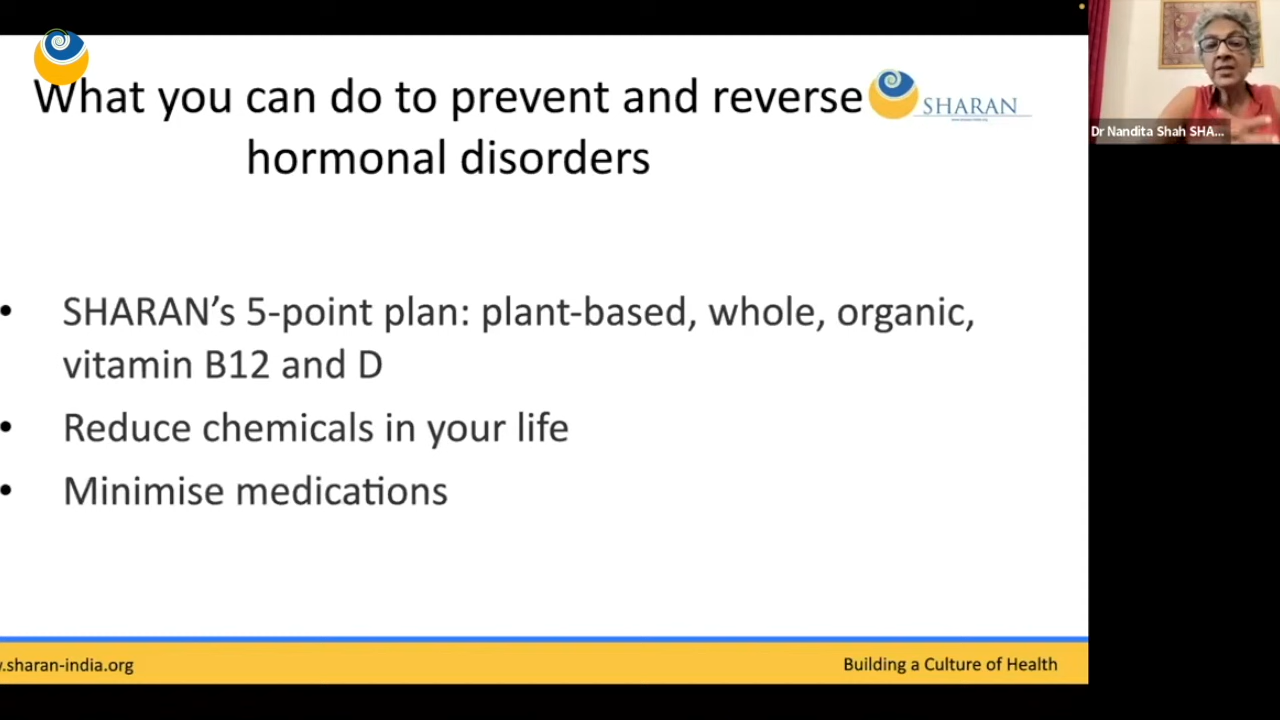 What you can do to prevent and reverse
hormonal disorders
SHARAN
• SHARAN’s 5-point plan: plant-based, whole, organic,
vitamin B12 and D
• Reduce chemicals in your life
• Minimise medications
.sharan-india.org
Building a Culture of Health
Dr Nandita Shah SHA...